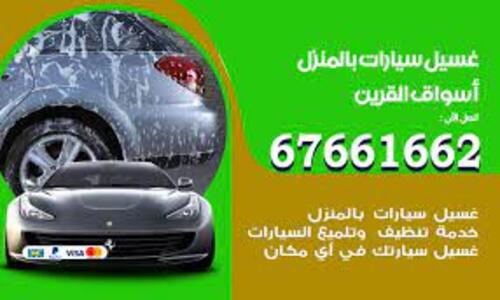 غسيل سيارات بالمنزل
أسواق القرين
اتصل الآن :
67661662
غسيل سيارات بالمنزل
خدمة تنظيف وتلميع السيارات
غسيل سيارتك في أي مكان
VISA